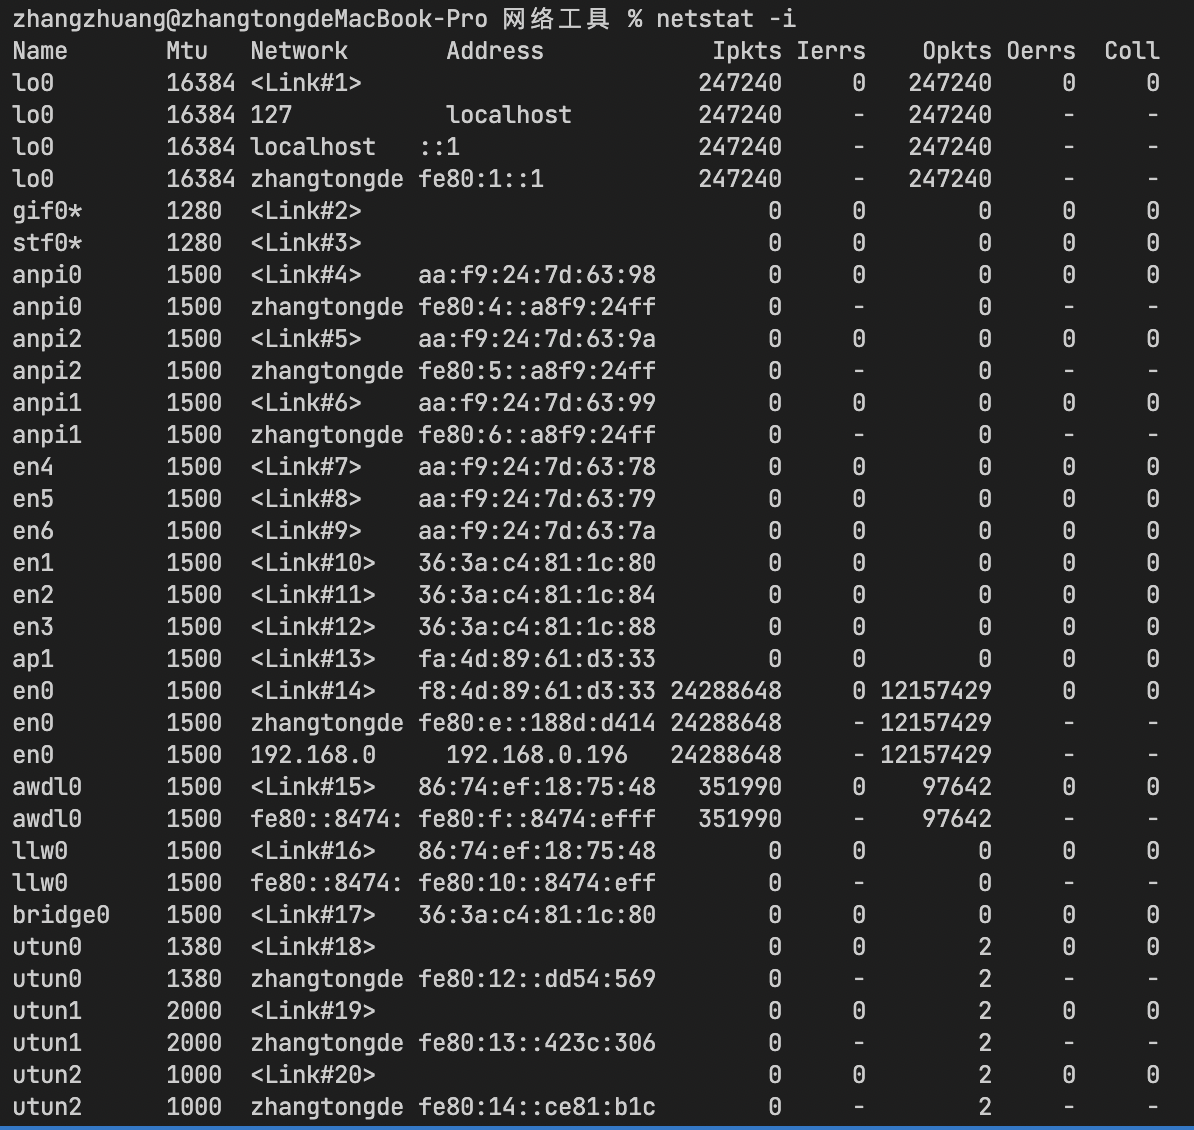 zhangzhuang@zhangtongdeMacBook-Pro 网络工具 % netstat -i
Name       Mtu   Network       Address            Ipkts Ierrs    Opkts Oerrs  Coll
lo0        16384 <Link#1>                        247240     0   247240     0     0
lo0        16384 127           localhost         247240     -   247240     -     -
lo0        16384 localhost   ::1                 247240     -   247240     -     -
lo0        16384 zhangtongde fe80:1::1           247240     -   247240     -     -
gif0*      1280  <Link#2>                             0     0        0     0     0
stf0*      1280  <Link#3>                             0     0        0     0     0
anpi0      1500  <Link#4>    aa:f9:24:7d:63:98        0     0        0     0     0
anpi0      1500  zhangtongde fe80:4::a8f9:24ff        0     -        0     -     -
anpi2      1500  <Link#5>    aa:f9:24:7d:63:9a        0     0        0     0     0
anpi2      1500  zhangtongde fe80:5::a8f9:24ff        0     -        0     -     -
anpi1      1500  <Link#6>    aa:f9:24:7d:63:99        0     0        0     0     0
anpi1      1500  zhangtongde fe80:6::a8f9:24ff        0     -        0     -     -
en4        1500  <Link#7>    aa:f9:24:7d:63:78        0     0        0     0     0
en5        1500  <Link#8>    aa:f9:24:7d:63:79        0     0        0     0     0
en6        1500  <Link#9>    aa:f9:24:7d:63:7a        0     0        0     0     0
en1        1500  <Link#10>   36:3a:c4:81:1c:80        0     0        0     0     0
en2        1500  <Link#11>   36:3a:c4:81:1c:84        0     0        0     0     0
en3        1500  <Link#12>   36:3a:c4:81:1c:88        0     0        0     0     0
ap1        1500  <Link#13>   fa:4d:89:61:d3:33        0     0        0     0     0
en0        1500  <Link#14>   f8:4d:89:61:d3:33 24288648     0 12157429     0     0
en0        1500  zhangtongde fe80:e::188d:d414 24288648     - 12157429     -     -
en0        1500  192.168.0     192.168.0.196   24288648     - 12157429     -     -
awdl0      1500  <Link#15>   86:74:ef:18:75:48   351990     0    97642     0     0
awdl0      1500  fe80::8474: fe80:f::8474:efff   351990     -    97642     -     -
llw0       1500  <Link#16>   86:74:ef:18:75:48        0     0        0     0     0
llw0       1500  fe80::8474: fe80:10::8474:eff        0     -        0     -     -
bridge0    1500  <Link#17>   36:3a:c4:81:1c:80        0     0        0     0     0
utun0      1380  <Link#18>                            0     0        2     0     0
utun0      1380  zhangtongde fe80:12::dd54:569        0     -        2     -     -
utun1      2000  <Link#19>                            0     0        2     0     0
utun1      2000  zhangtongde fe80:13::423c:306        0     -        2     -     -
utun2      1000  <Link#20>                            0     0        2     0     0
utun2      1000  zhangtongde fe80:14::ce81:b1c        0     -        2     -     -